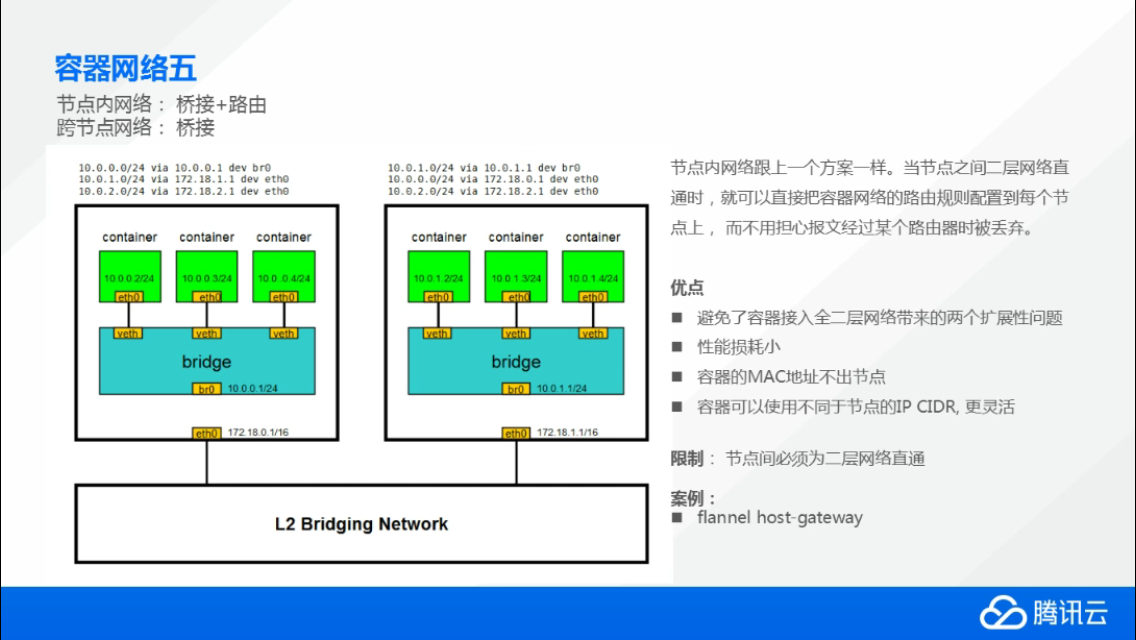 容器网络五
节点内网络： 桥接+路由
跨节点网络： 桥接
10.0.0.0/24 via 10.0.0.1 dev br0
10.0.1.0/24 via 172.18.1.1 dev eth0
10.0.2.0/24 via 172.18.2.1 dev eth0
10.0.1.0/24 via 10.0.1.1 dev br0
10.0.0.0/24 via 172.18.0.1 dev eth0
10.0.2.0/24 via 172.18.2.1 dev eth0
container container container
10.0.0.2/24 10.0.0.3/24 10.0..0.4/24
eth0 eth0 eth0
veth veth veth
bridge
br0 10.0.0.1/24
eth0 172.18.0.1/16
container container container
10.0.1.2/24 10.0.1.3/24 10.0.1.4/24
eth0 eth0 eth0
veth veth veth
bridge
br0 10.0.1.1/24
eth0 172.18.1.1/16
L2 Bridging Network
节点内网络跟上一个方案一样。当节点之间二层网络直
通时，就可以直接把容器网络的路由规则配置到每个节
点上， 而不用担心报文经过某个路由器时被丢弃。
优点
■ 避免了容器接入全二层网络带来的两个扩展性问题
■ 性能损耗小
■ 容器的MAC地址不出节点
■ 容器可以使用不同于节点的IP CIDR, 更灵活
限制： 节点间必须为二层网络直通
案例：
■ flannel host-gateway
腾讯云